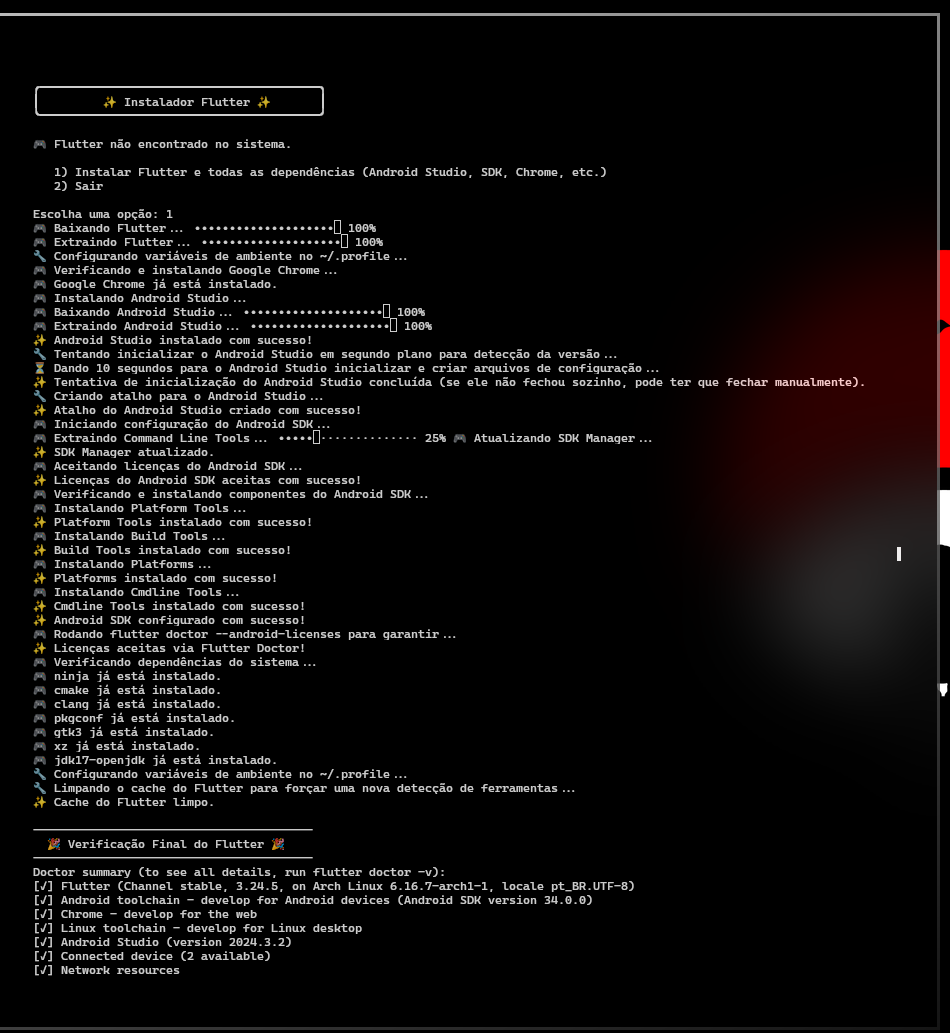 ✨ Instalador Flutter ✨
🎮 Flutter não encontrado no sistema.
1) Instalar Flutter e todas as dependências (Android Studio, SDK, Chrome, etc.)
2) Sair
Escolha uma opção: 1
🎮 Baixando Flutter... ••••••••••••••••••••▯ 100%
🎮 Extraindo Flutter... ••••••••••••••••••••▯ 100%
🔧 Configurando variáveis de ambiente no ~/.profile...
🎮 Verificando e instalando Google Chrome...
🎮 Google Chrome já está instalado.
🎮 Instalando Android Studio...
🎮 Baixando Android Studio... ••••••••••••••••••••▯ 100%
🎮 Extraindo Android Studio... ••••••••••••••••••••▯ 100%
✨ Android Studio instalado com sucesso!
🔧 Tentando inicializar o Android Studio em segundo plano para detecção da versão...
⏳ Dando 10 segundos para o Android Studio inicializar e criar arquivos de configuração...
✨ Tentativa de inicialização do Android Studio concluída (se ele não fechou sozinho, pode ter que fechar manualmente).
🔧 Criando atalho para o Android Studio...
✨ Atalho do Android Studio criado com sucesso!
🎮 Iniciando configuração do Android SDK...
🎮 Extraindo Command Line Tools... •••••▯·············· 25% 🎮 Atualizando SDK Manager...
✨ SDK Manager atualizado.
🎮 Aceitando licenças do Android SDK...
✨ Licenças do Android SDK aceitas com sucesso!
🎮 Verificando e instalando componentes do Android SDK...
🎮 Instalando Platform Tools...
✨ Platform Tools instalado com sucesso!
🎮 Instalando Build Tools...
✨ Build Tools instalado com sucesso!
🎮 Instalando Platforms...
✨ Platforms instalado com sucesso!
🎮 Instalando Cmdline Tools...
✨ Cmdline Tools instalado com sucesso!
✨ Android SDK configurado com sucesso!
🎮 Rodando flutter doctor --android-licenses para garantir...
✨ Licenças aceitas via Flutter Doctor!
🎮 Verificando dependências do sistema...
🎮 ninja já está instalado.
🎮 cmake já está instalado.
🎮 clang já está instalado.
🎮 pkgconf já está instalado.
🎮 gtk3 já está instalado.
🎮 xz já está instalado.
🎮 jdk17-openjdk já está instalado.
🔧 Configurando variáveis de ambiente no ~/.profile...
🔧 Limpando o cache do Flutter para forçar uma nova detecção de ferramentas...
✨ Cache do Flutter limpo.
🎉 Verificação Final do Flutter 🎉
Doctor summary (to see all details, run flutter doctor -v):
[✓] Flutter (Channel stable, 3.24.5, on Arch Linux 6.16.7-arch1-1, locale pt_BR.UTF-8)
[✓] Android toolchain - develop for Android devices (Android SDK version 34.0.0)
[✓] Chrome - develop for the web
[✓] Linux toolchain - develop for Linux desktop
[✓] Android Studio (version 2024.3.2)
[✓] Connected device (2 available)
[✓] Network resources